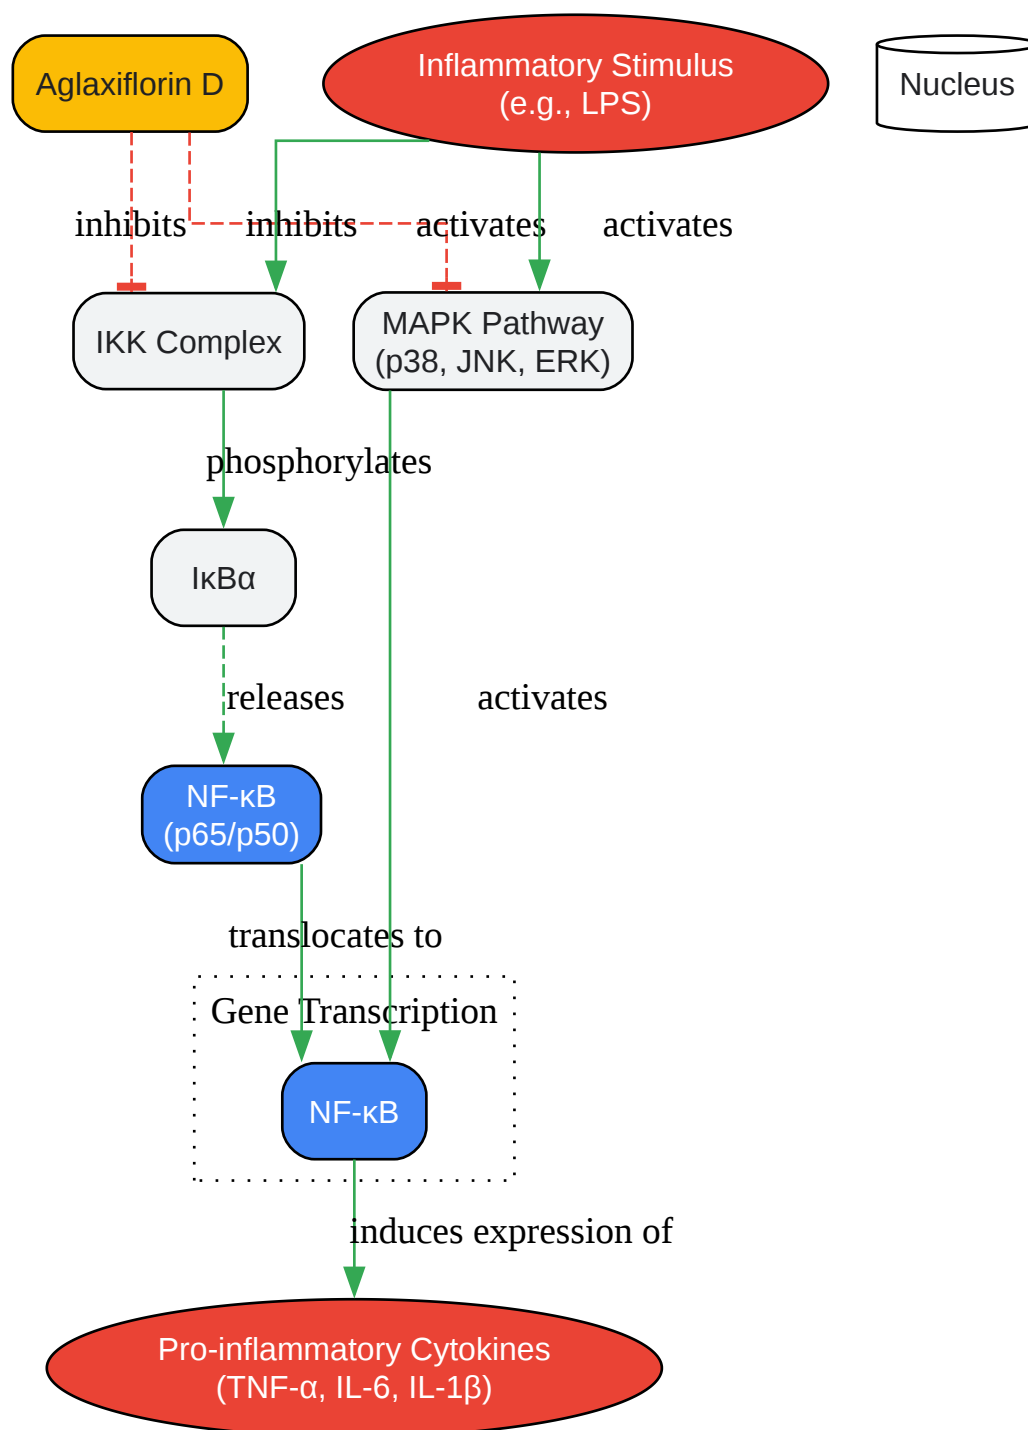 Aglaxiflorin D
Inflammatory Stimulus
(e.g., LPS)
Nucleus
inhibits
inhibits
activates
activates
IKK Complex
MAPK Pathway
(p38, JNK, ERK)
phosphorylates
IκBα
releases
activates
NF-κB
(p65/p50)
translocates to
Gene Transcription
NF-κB
induces expression of
Pro-inflammatory Cytokines
(TNF-α, IL-6, IL-1β)